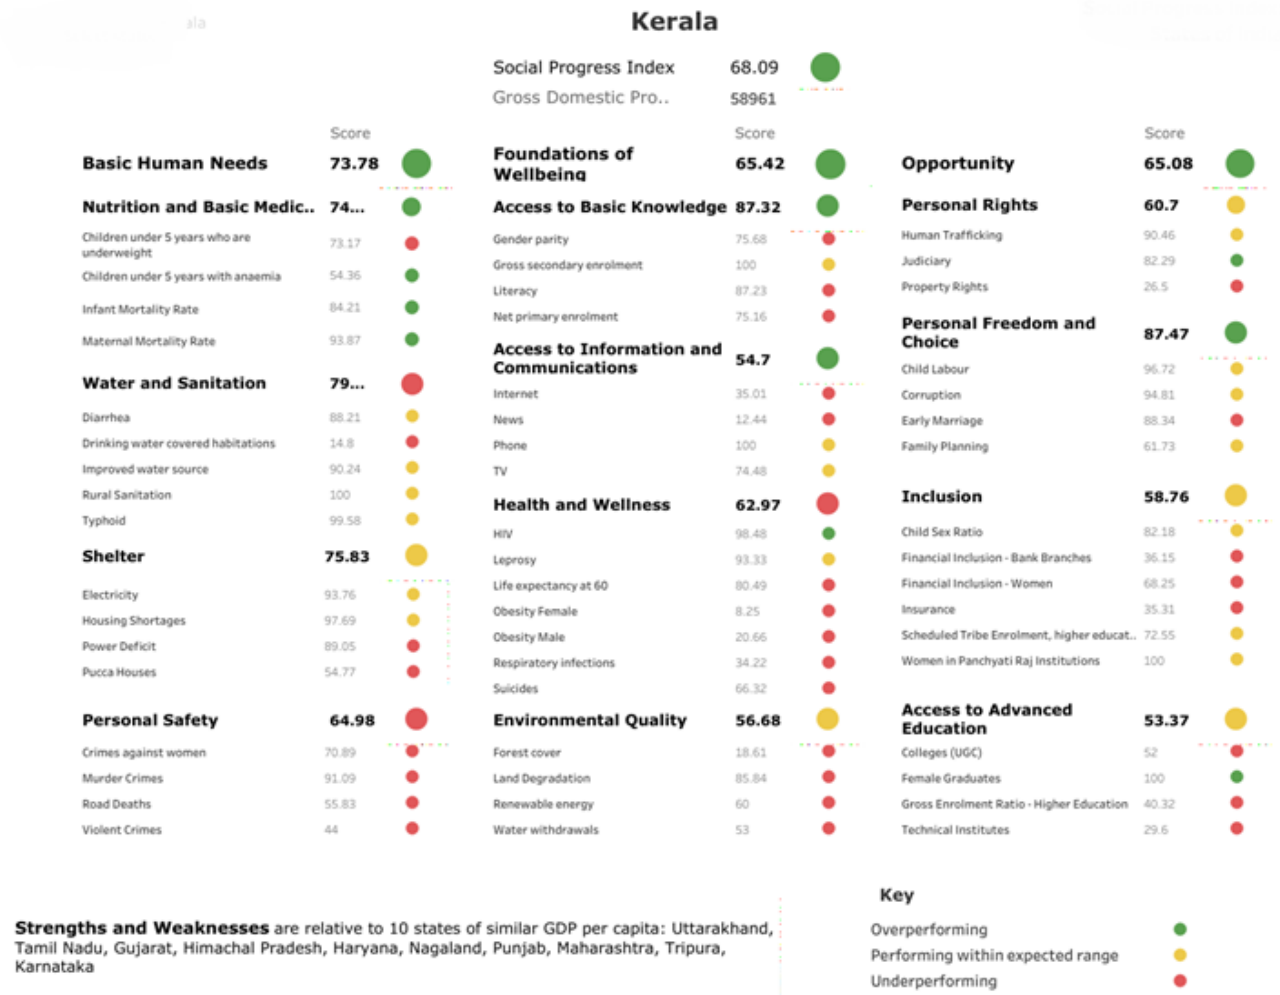 Kerala
Social Progress Index 68.09
Gross Domestic Pro.. 58961
Score
Basic Human Needs 73.78
Nutrition and Basic Medic.. 74...
Children under 5 years who are
underweight 73.17
Children under 5 years with anaemia 54.36
Infant Mortality Rate 84.21
Maternal Mortality Rate 93.87
Water and Sanitation 79...
Diarrhea 88.21
Drinking water covered habitations 14.8
Improved water source 90.24
Rural Sanitation 100
Typhoid 99.58
Shelter 75.83
Electricity 93.76
Housing Shortages 97.69
Power Deficit 89.05
Pucca Houses 54.77
Personal Safety 64.98
Crimes against women 70.89
Murder Crimes 91.09
Road Deaths 55.83
Violent Crimes 44
Score
Foundations of
Wellbeing 65.42
Access to Basic Knowledge 87.32
Gender parity 75.68
Gross secondary enrolment 100
Literacy 87.23
Net primary enrolment 75.16
Access to Information and
Communications 54.7
Internet 35.01
News 12.44
Phone 100
TV 74.48
Health and Wellness 62.97
HIV 98.48
Leprosy 93.33
Life expectancy at 60 80.49
Obesity Female 8.25
Obesity Male 20.66
Respiratory infections 34.22
Suicides 66.32
Environmental Quality 56.68
Forest cover 18.61
Land Degradation 85.84
Renewable energy 60
Water withdrawals 53
Score
Opportunity 65.08
Personal Rights 60.7
Human Trafficking 90.46
Judiciary 82.29
Property Rights 26.5
Personal Freedom and
Choice 87.47
Child Labour 96.72
Corruption 94.81
Early Marriage 88.34
Family Planning 61.73
Inclusion 58.76
Child Sex Ratio 82.18
Financial Inclusion - Bank Branches 36.15
Financial Inclusion - Women 68.25
Insurance 35.31
Scheduled Tribe Enrolment, higher educat.. 72.55
Women in Panchyati Raj Institutions 100
Access to Advanced
Education 53.37
Colleges (UGC) 52
Female Graduates 100
Gross Enrolment Ratio - Higher Education 40.32
Technical Institutes 29.6
Strengths and Weaknesses are relative to 10 states of similar GDP per capita: Uttarakhand,
Tamil Nadu, Gujarat, Himachal Pradesh, Haryana, Nagaland, Punjab, Maharashtra, Tripura,
Karnataka
Key
Overperforming
Performing within expected range
Underperforming